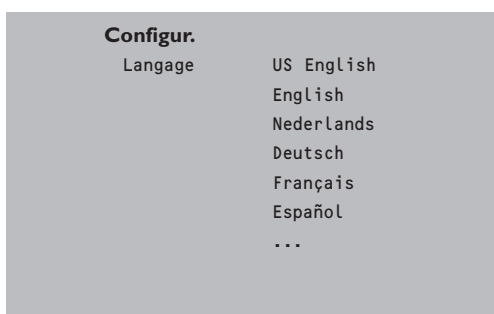 Configur.
Langage US English
English
Nederlands
Deutsch
Français
Español
...